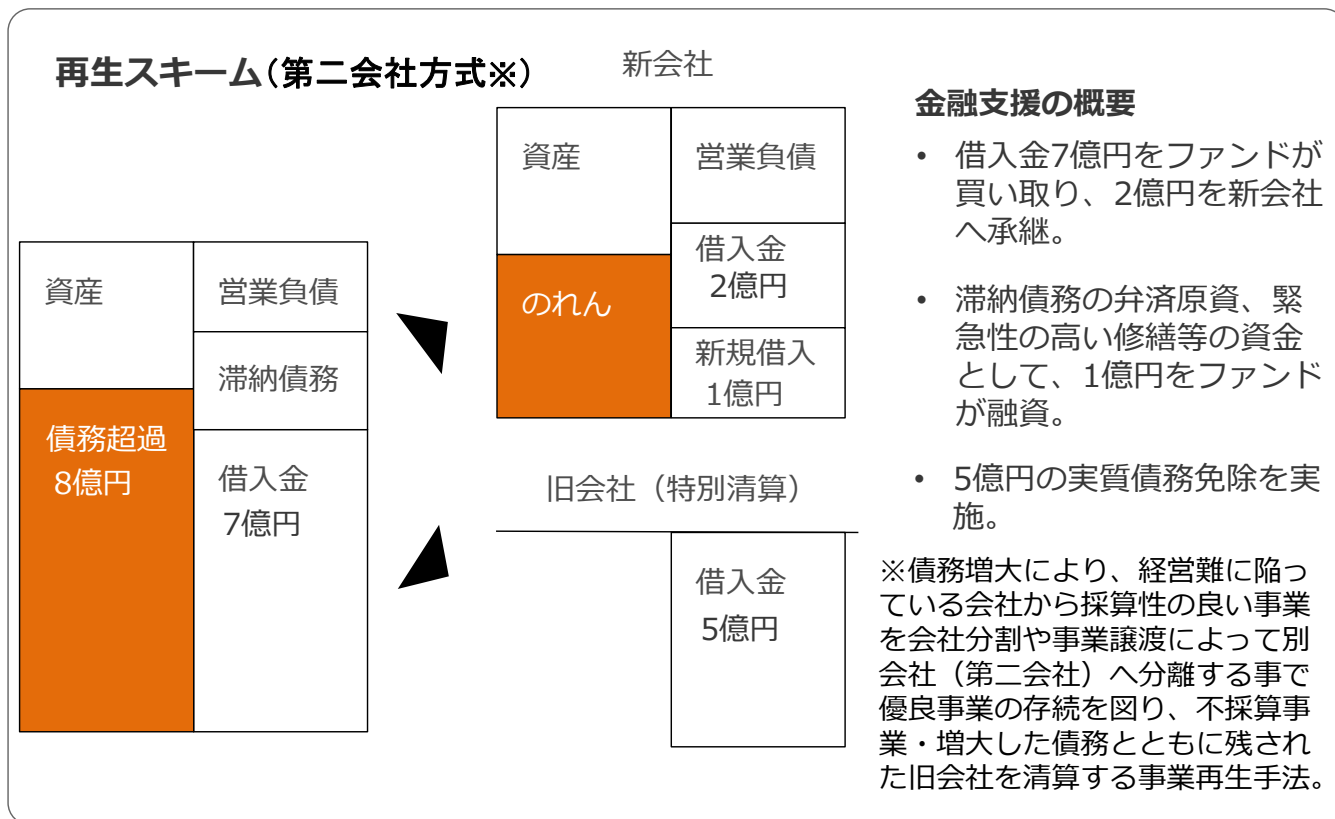 再生スキーム(第二会社方式※)
資産
営業負債
滞納債務
債務超過
8億円
借入金
7億円
新会社
資産
営業負債
のれん
借入金
2億円
新規借入
1億円
旧会社（特別清算）
借入金
5億円
金融支援の概要
• 借入金7億円をファンドが
買い取り、2億円を新会社
へ承継。
• 滞納債務の弁済原資、緊
急性の高い修繕等の資金
として、1億円をファンド
が融資。
• 5億円の実質債務免除を実
施。
※債務増大により、経営難に陥っ
ている会社から採算性の良い事業
を会社分割や事業譲渡によって別
会社（第二会社）へ分離する事で
優良事業の存続を図り、不採算事
業・増大した債務とともに残され
た旧会社を清算する事業再生手法。